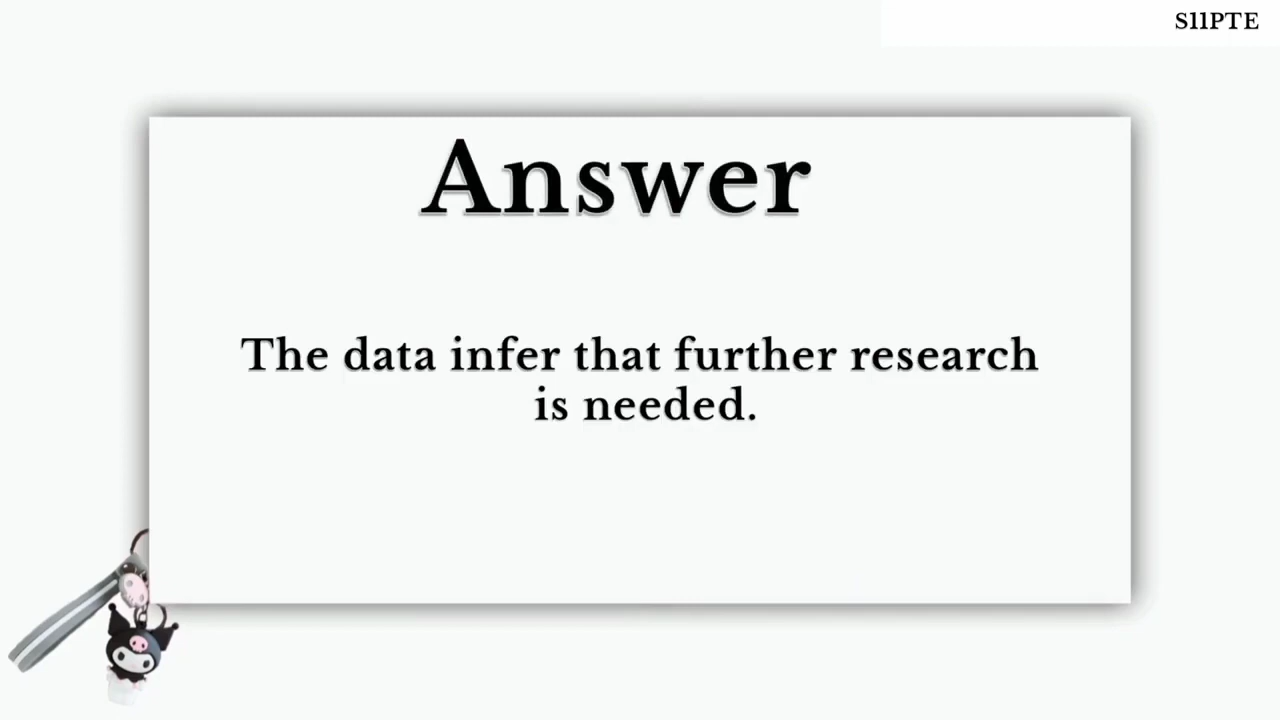 S11PTE
Answer
The data infer that further research
is needed.